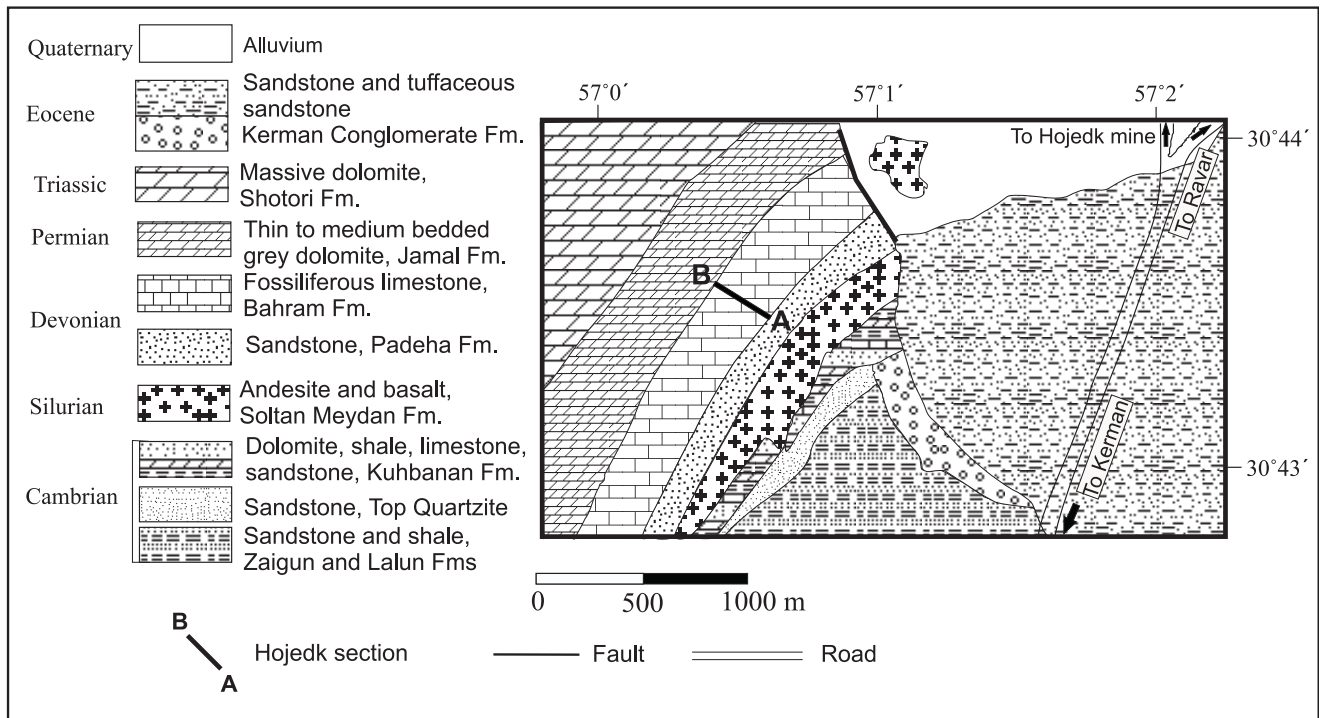 Quaternary
Alluvium
Eocene
Sandstone and tuffaceous
sandstone
Kerman Conglomerate Fm.
Triassic
Massive dolomite,
Shotori Fm.
Permian
Thin to medium bedded
grey dolomite, Jamal Fm.
Devonian
Fossiliferous limestone,
Bahram Fm.
Sandstone, Padeha Fm.
Silurian
Andesite and basalt,
Soltan Meydan Fm.
Cambrian
Dolomite, shale, limestone,
sandstone, Kuhbanan Fm.
Sandstone, Top Quartzite
Sandstone and shale,
Zaigun and Lalun Fms
B
A
Hojedk section
Fault
Road
57°0´
57°1´
57°2´
To Hojedk mine
30°44´
To Ravar
B
A
To Kerman
30°43´
0
500
1000 m